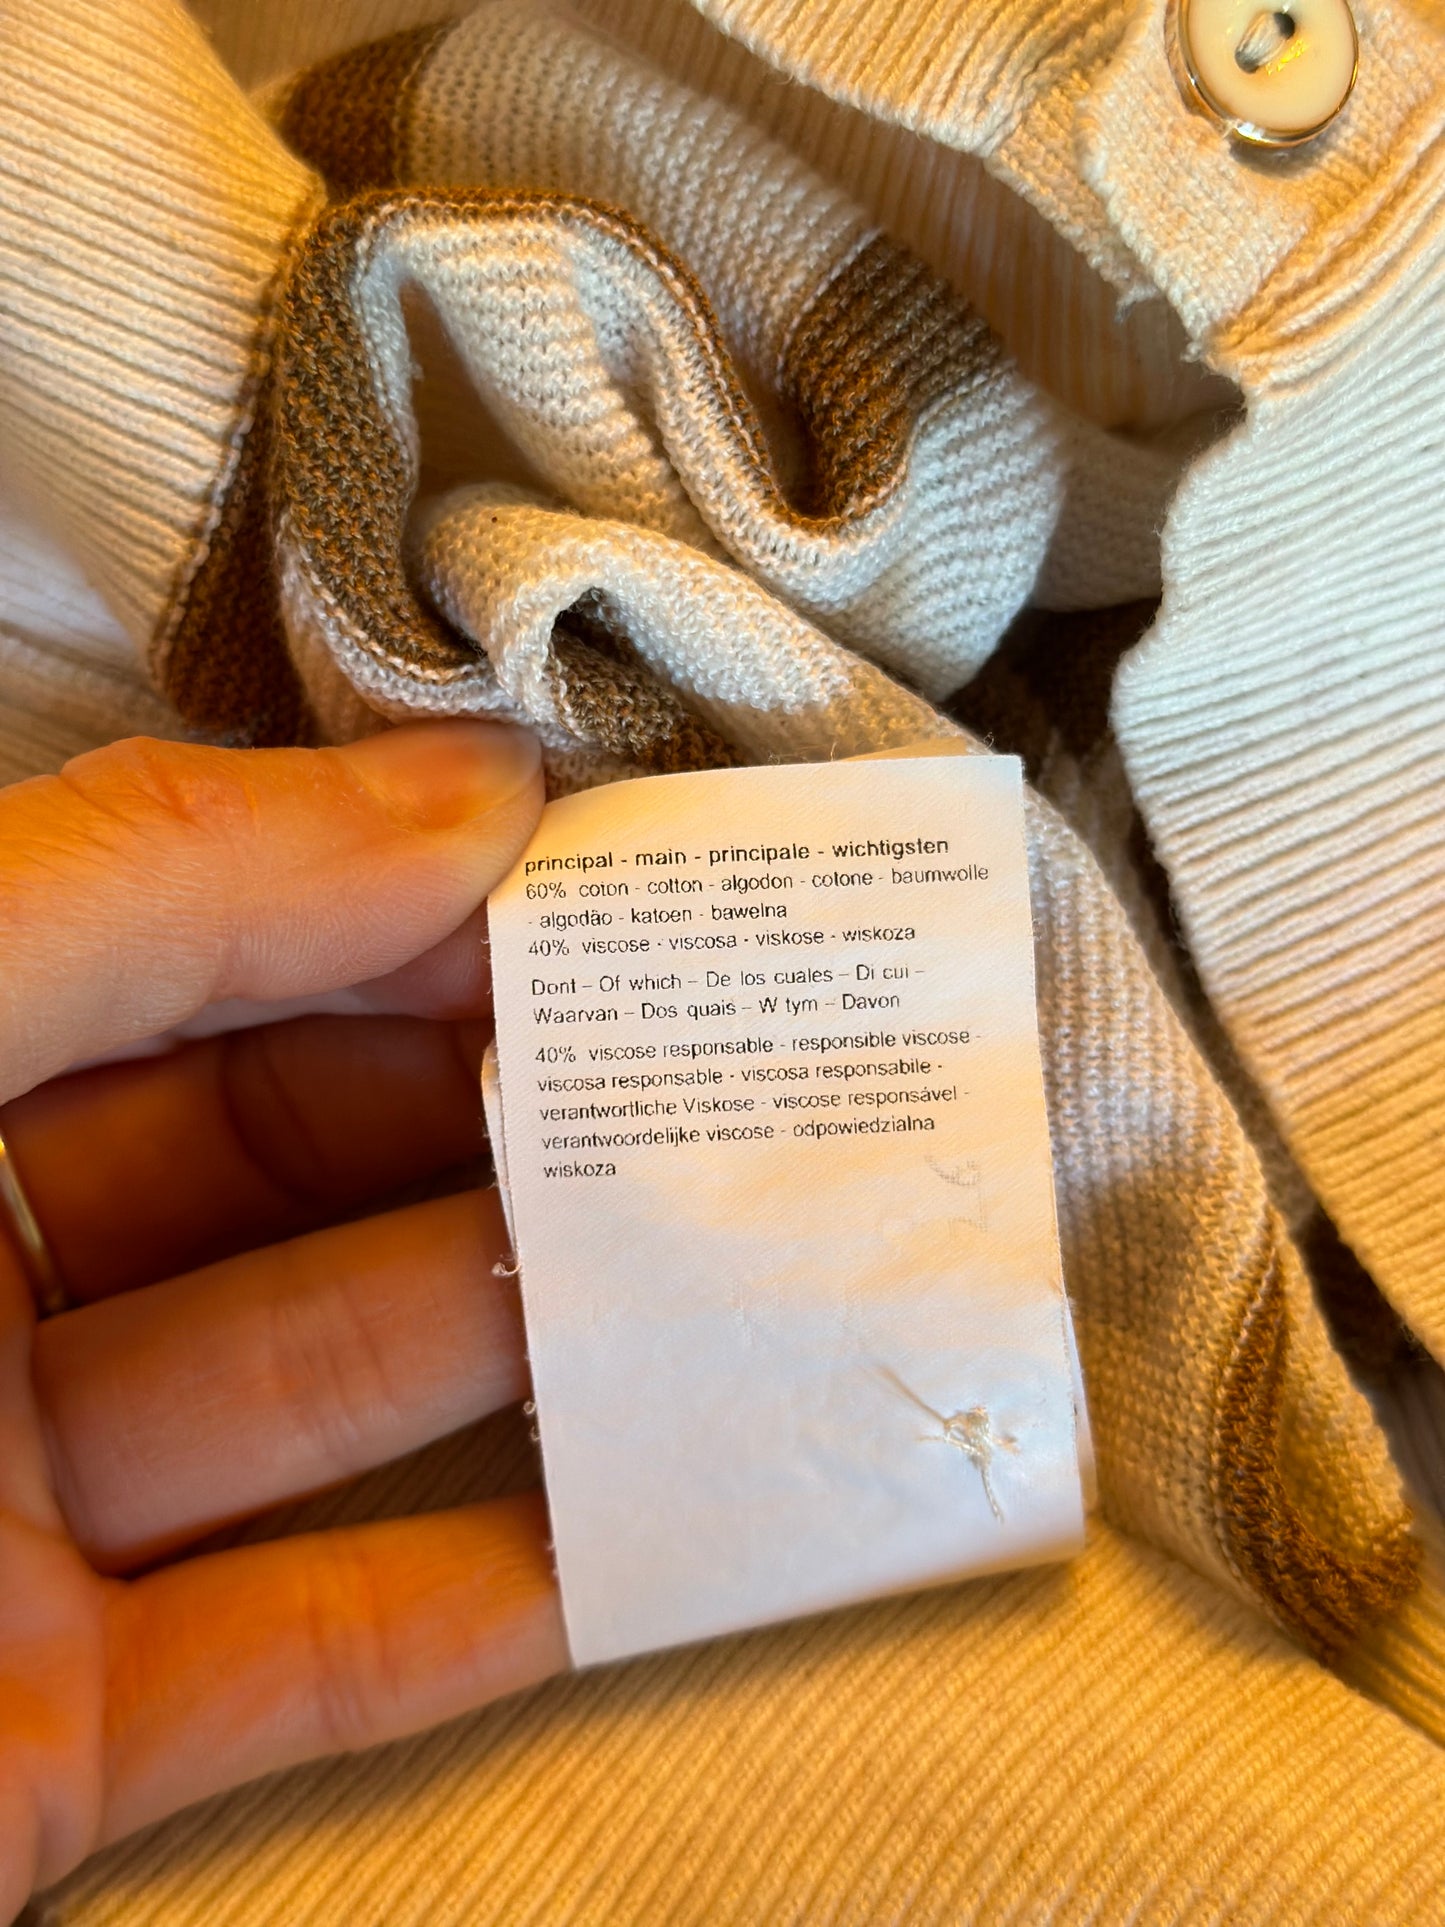 principal - main - principale - wichtigsten
60% coton - cotton - algodon - cotone - baumwolle
- algodão - katoen - bawelna
40% viscose - viscosa - viskose - wiskoza
Dont – Of which – De los cuales – Di cui –
Waarvan – Dos quais – W tym – Davon
40% viscose responsable - responsible viscose -
viscosa responsable - viscosa responsabile -
verantwortliche Viskose - viscose responsável -
verantwoordelijke viscose - odpowiedzialna
wiskoza